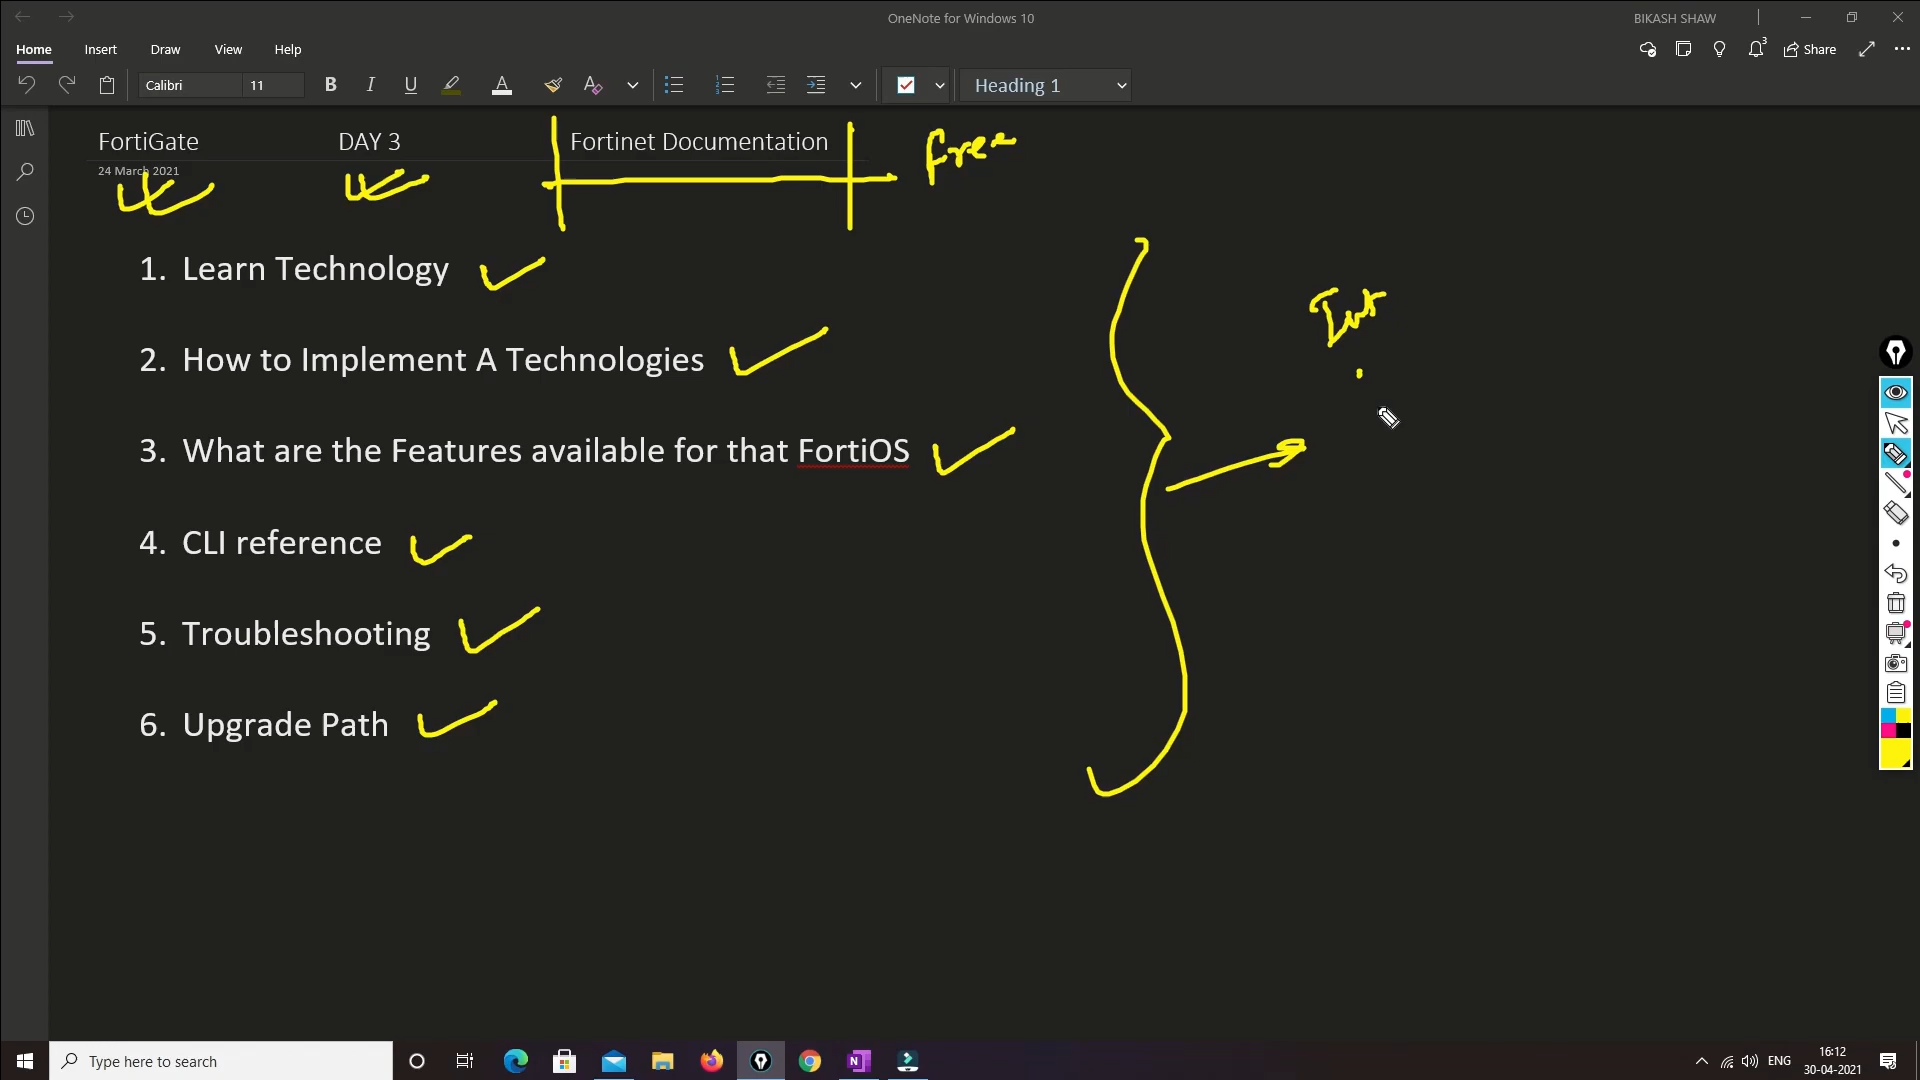 OneNote for Windows 10
BIKASH SHAW
Home Insert Draw View Help
3 Share
Calibri 11 B I U A Heading 1
FortiGate DAY 3 Fortinet Documentation free
24 March 2021
1. Learn Technology
2. How to Implement A Technologies
3. What are the Features available for that FortiOS
4. CLI reference
5. Troubleshooting
6. Upgrade Path
Type here to search
ENG
16:12
30-04-2021